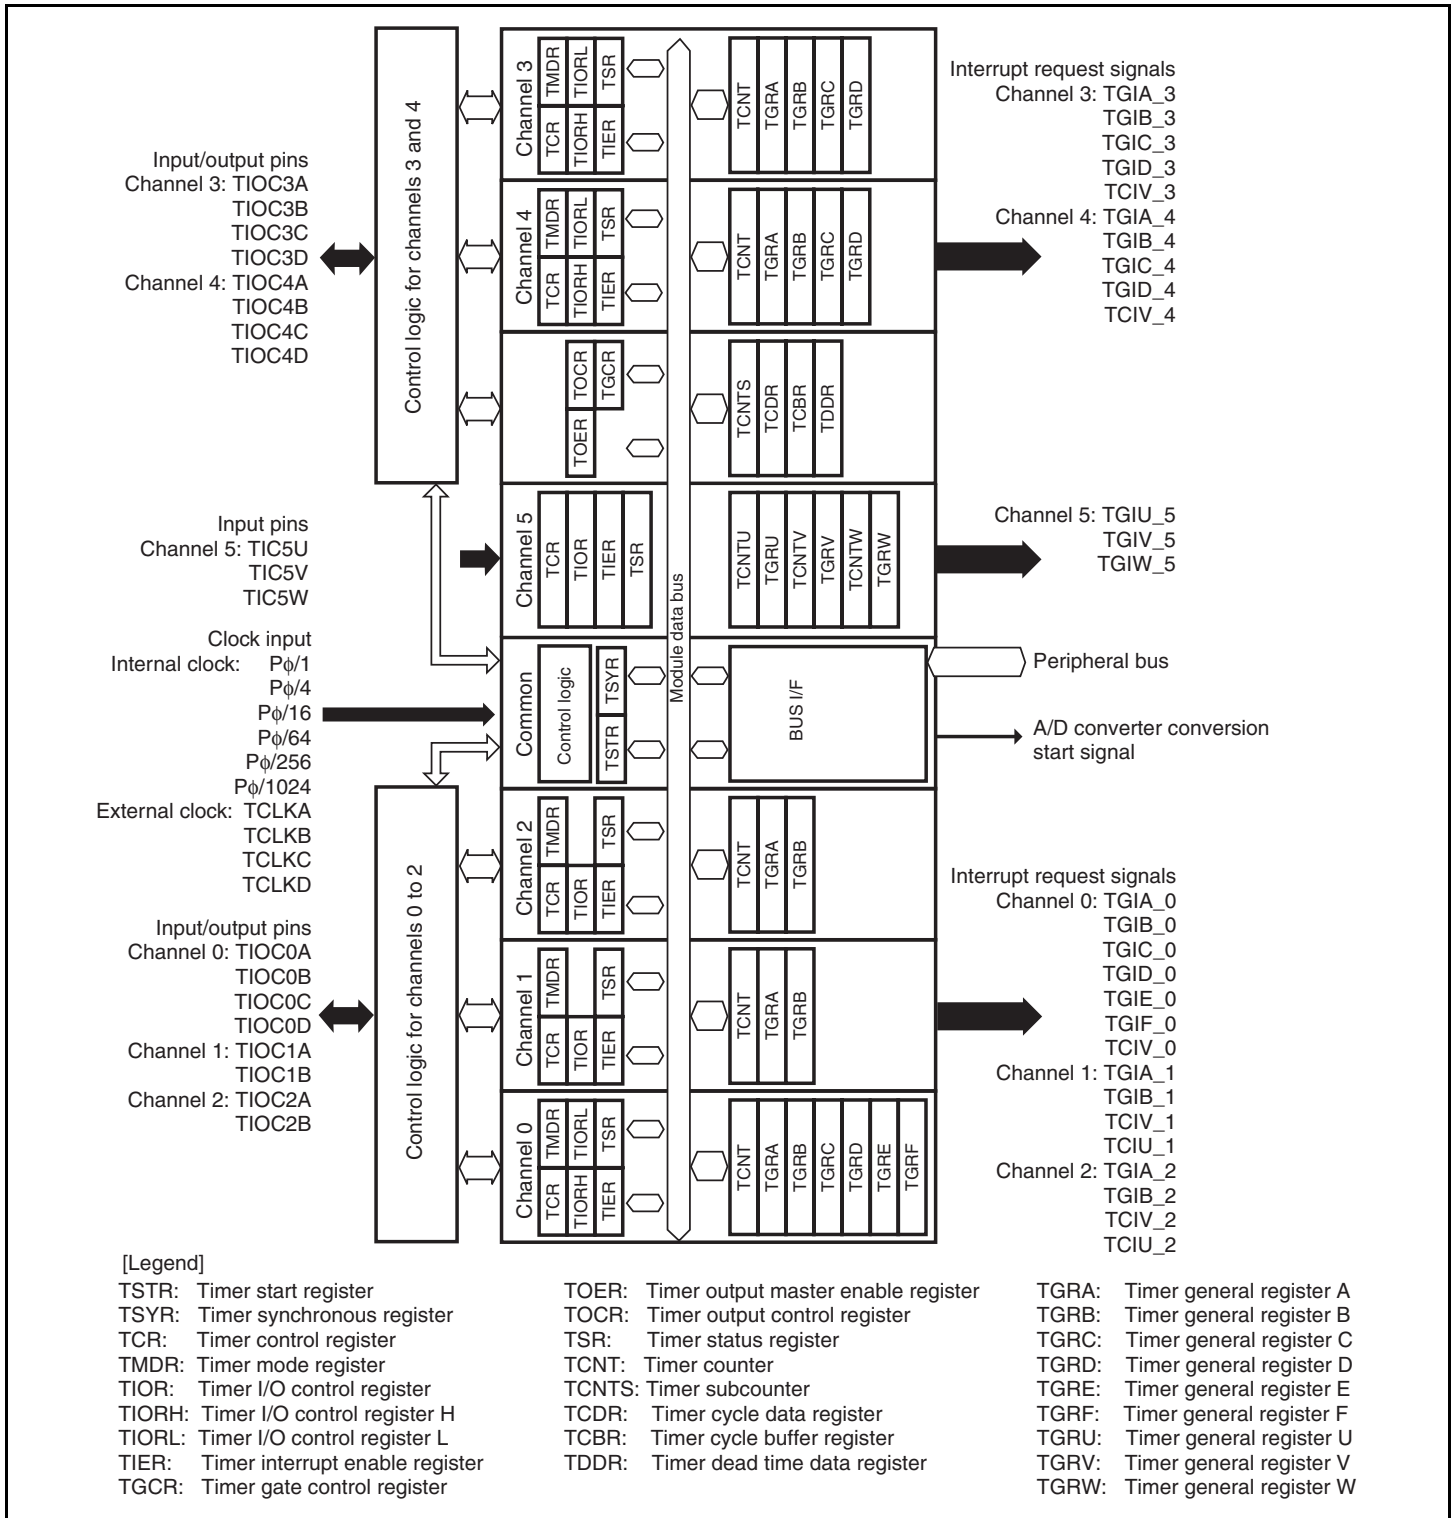 Input/output pins
Channel 3: TIOC3A
TIOC3B
TIOC3C
TIOC3D
Channel 4: TIOC4A
TIOC4B
TIOC4C
TIOC4D
Input pins
Channel 5: TIC5U
TIC5V
TIC5W
Clock input
Internal clock: Pϕ/1
Pϕ/4
Pϕ/16
Pϕ/64
Pϕ/256
Pϕ/1024
External clock: TCLKA
TCLKB
TCLKC
TCLKD
Input/output pins
Channel 0: TIOC0A
TIOC0B
TIOC0C
TIOC0D
Channel 1: TIOC1A
TIOC1B
Channel 2: TIOC2A
TIOC2B
Control logic for channels 3 and 4
Control logic for channels 0 to 2
Channel 3
TMDR
TIORL
TSR
TCR
TIORH
TIER
TCNT
TGRA
TGRB
TGRC
TGRD
Channel 4
TMDR
TIORL
TSR
TCR
TIORH
TIER
TCNT
TGRA
TGRB
TGRC
TGRD
TOCR
TGCR
TOER
TCNTS
TCDR
TCBR
TDDR
Channel 5
TCR
TIOR
TIER
TSR
TCNTU
TGRU
TCNTV
TGRV
TCNTW
TGRW
Module data bus
Common
Control logic
TSYR
TSTR
BUS I/F
Channel 2
TMDR
TSR
TCR
TIOR
TIER
TCNT
TGRA
TGRB
Channel 1
TMDR
TSR
TCR
TIOR
TIER
TCNT
TGRA
TGRB
Channel 0
TMDR
TIORL
TSR
TCR
TIORH
TIER
TCNT
TGRA
TGRB
TGRC
TGRD
TGRE
TGRF
Interrupt request signals
Channel 3: TGIA_3
TGIB_3
TGIC_3
TGID_3
TCIV_3
Channel 4: TGIA_4
TGIB_4
TGIC_4
TGID_4
TCIV_4
Channel 5: TGIU_5
TGIV_5
TGIW_5
Peripheral bus
A/D converter conversion
start signal
Interrupt request signals
Channel 0: TGIA_0
TGIB_0
TGIC_0
TGID_0
TGIE_0
TGIF_0
TCIV_0
Channel 1: TGIA_1
TGIB_1
TCIV_1
TCIU_1
Channel 2: TGIA_2
TGIB_2
TCIV_2
TCIU_2
[Legend]
TSTR: Timer start register
TSYR: Timer synchronous register
TCR: Timer control register
TMDR: Timer mode register
TIOR: Timer I/O control register
TIORH: Timer I/O control register H
TIORL: Timer I/O control register L
TIER: Timer interrupt enable register
TGCR: Timer gate control register
TOER: Timer output master enable register
TOCR: Timer output control register
TSR: Timer status register
TCNT: Timer counter
TCNTS: Timer subcounter
TCDR: Timer cycle data register
TCBR: Timer cycle buffer register
TDDR: Timer dead time data register
TGRA: Timer general register A
TGRB: Timer general register B
TGRC: Timer general register C
TGRD: Timer general register D
TGRE: Timer general register E
TGRF: Timer general register F
TGRU: Timer general register U
TGRV: Timer general register V
TGRW: Timer general register W